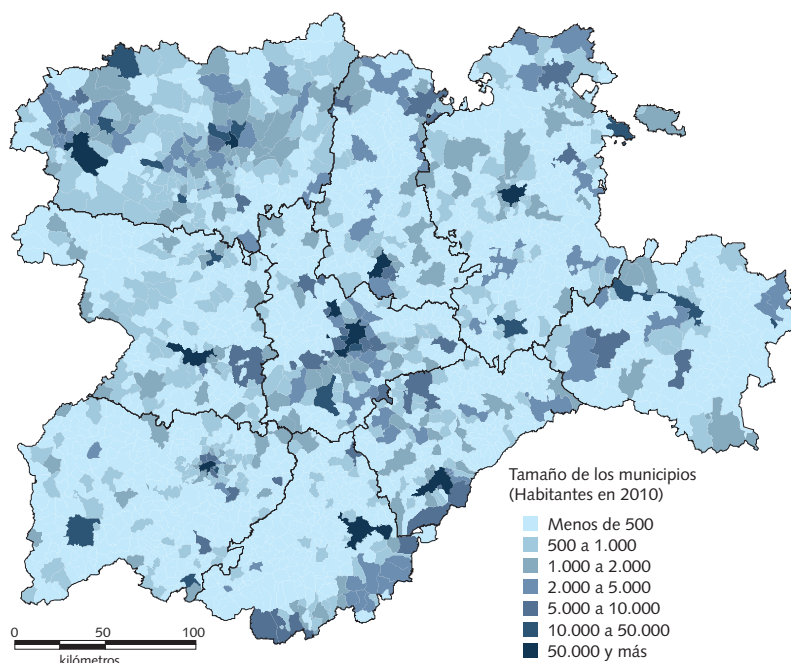 Tamaño de los municipios
(Habitantes en 2010)
Menos de 500
500 a 1.000
1.000 a 2.000
2.000 a 5.000
5.000 a 10.000
10.000 a 50.000
50.000 y más
0 50 100
kilómetros